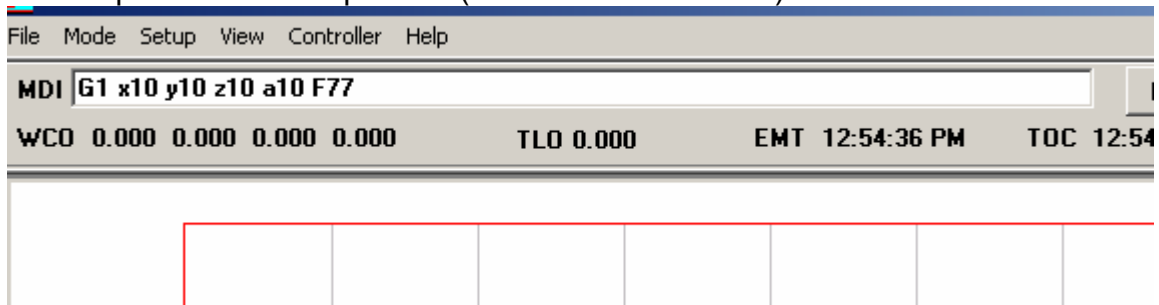 File Mode Setup View Controller Help
MDI G1 x10 y10 z10 a10 F77
WCO 0.000 0.000 0.000 0.000 TLO 0.000 EMT 12:54:36 PM TOC 12:54